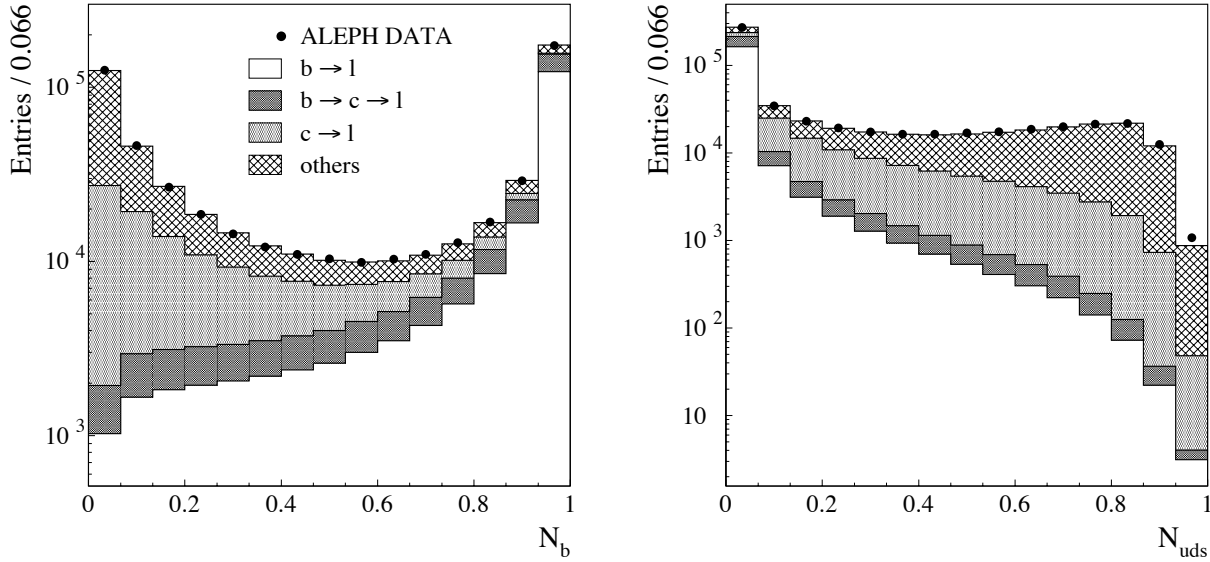 Entries / 0.066
10^5
10^4
10^3
ALEPH DATA
b → l
b → c → l
c → l
others
0 0.2 0.4 0.6 0.8 1
N_b
Entries / 0.066
10^5
10^4
10^3
10^2
10
0 0.2 0.4 0.6 0.8 1
N_uds